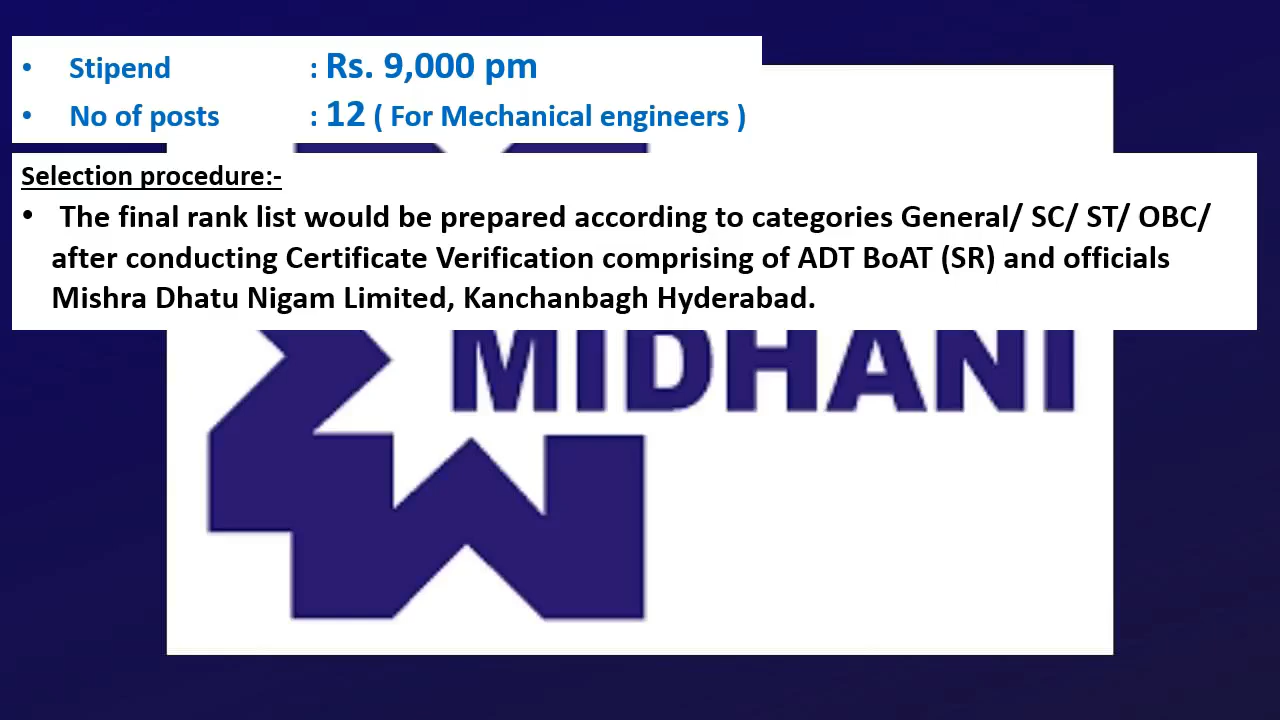 • Stipend : Rs. 9,000 pm
• No of posts : 12 ( For Mechanical engineers )
Selection procedure:-
• The final rank list would be prepared according to categories General/ SC/ ST/ OBC/
after conducting Certificate Verification comprising of ADT BoAT (SR) and officials
Mishra Dhatu Nigam Limited, Kanchanbagh Hyderabad.
MIDHANI